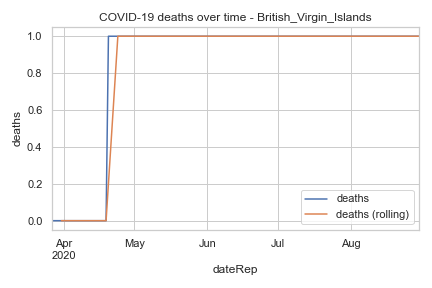 COVID-19 deaths over time - British_Virgin_Islands
deaths
1.0
0.8
0.6
0.4
0.2
0.0
deaths
deaths (rolling)
Apr
2020
May
Jun
Jul
Aug
dateRep